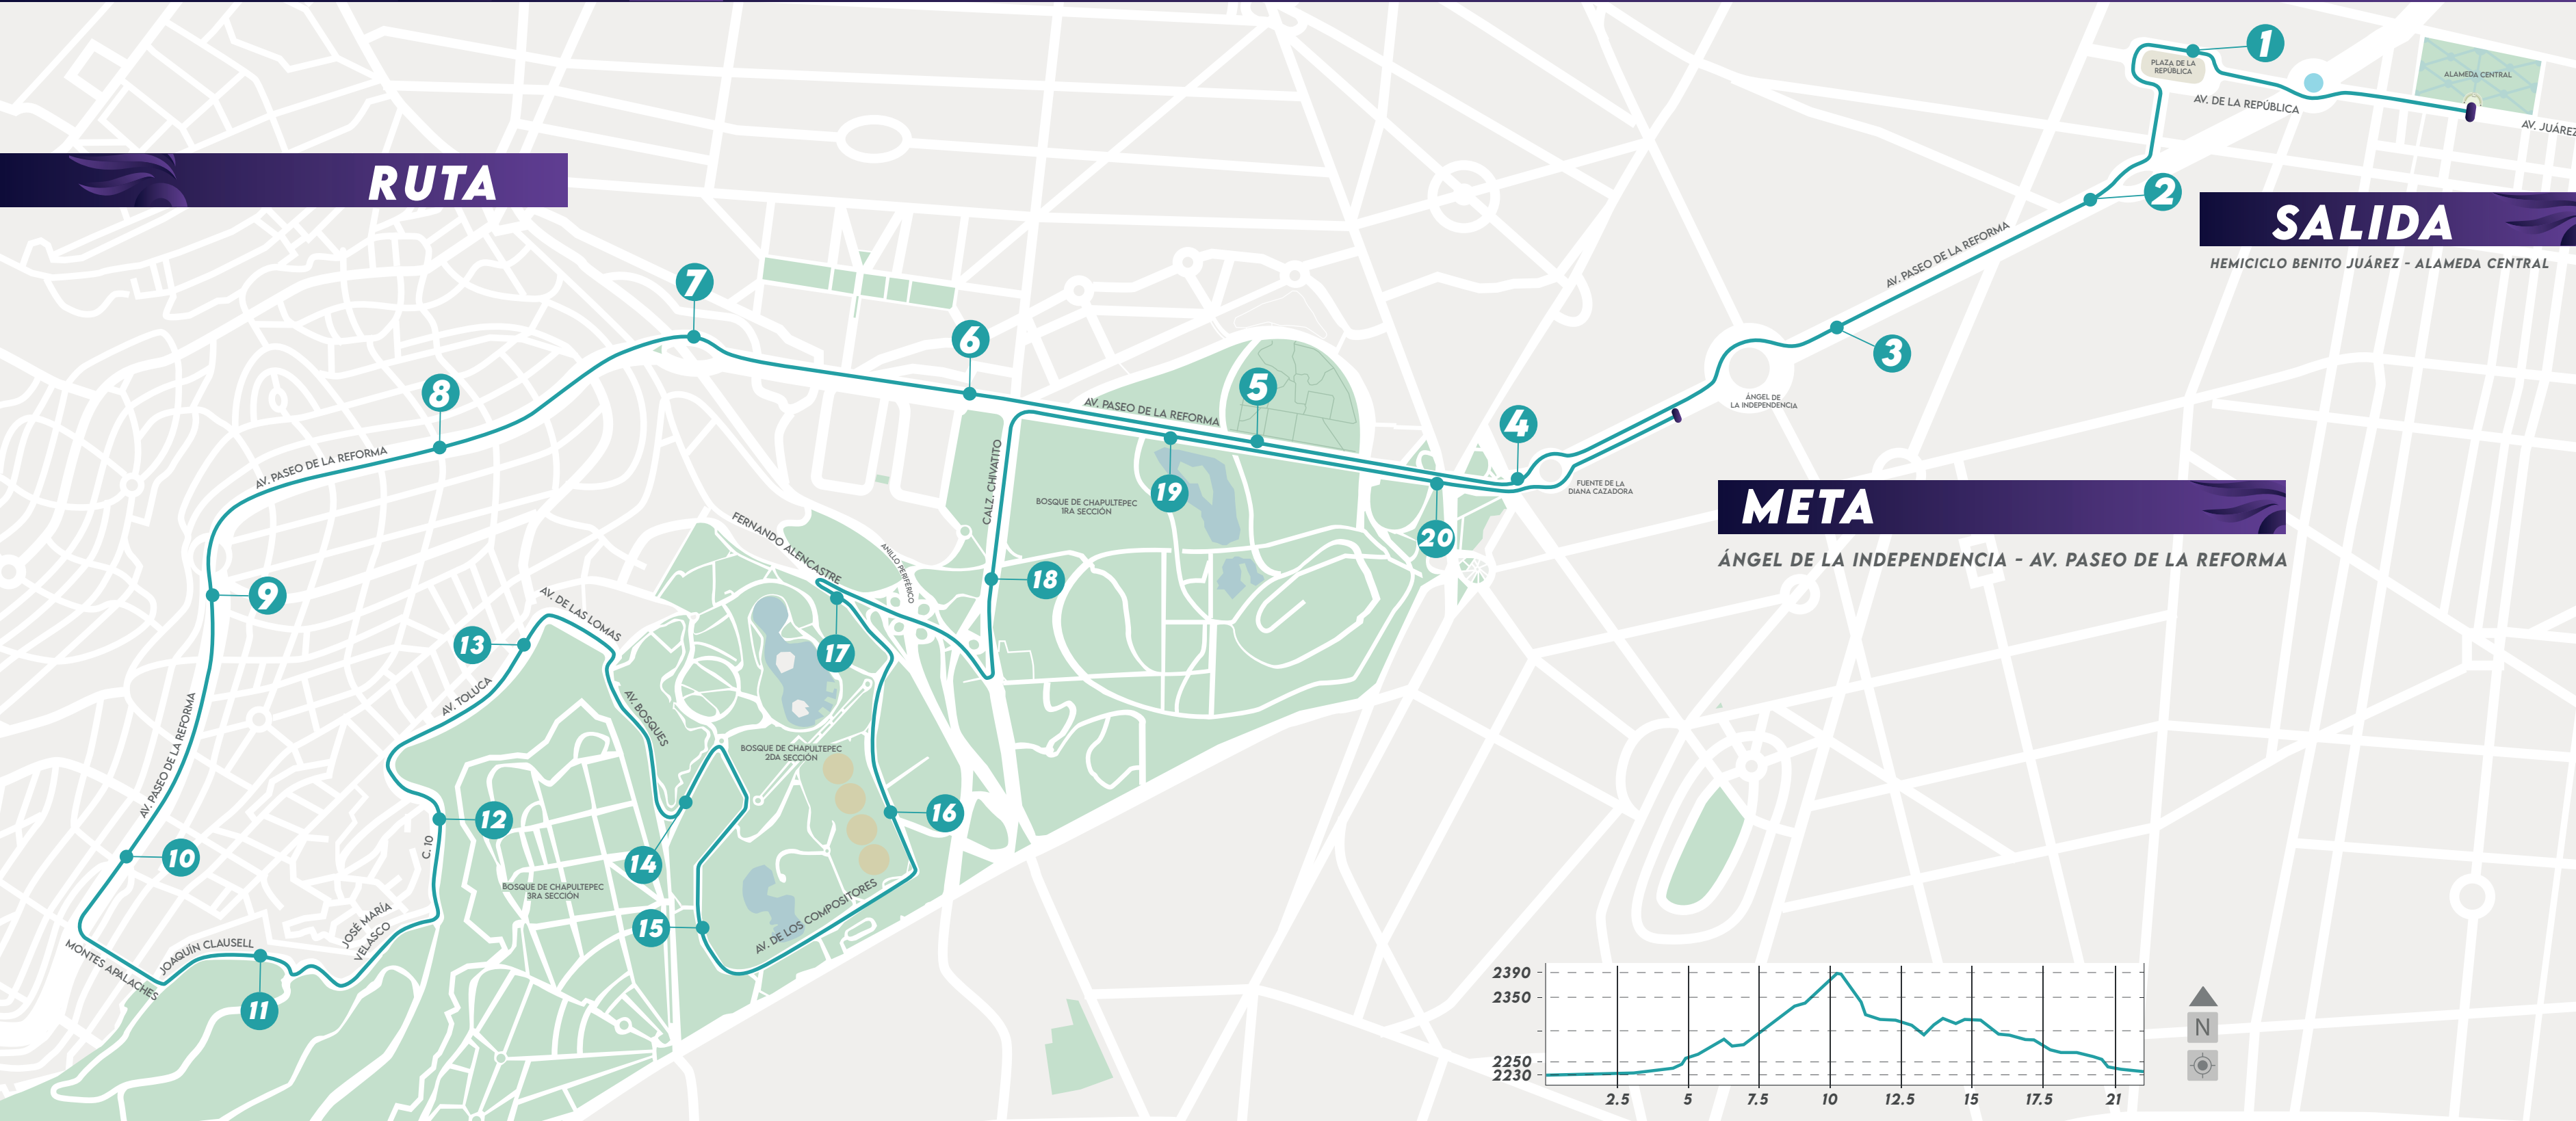 1
PLAZA DE LA
REPÚBLICA
ALAMEDA CENTRAL
AV. DE LA REPÚBLICA
AV. JUÁREZ
RUTA
2
SALIDA
HEMICICLO BENITO JUÁREZ - ALAMEDA CENTRAL
AV. PASEO DE LA REFORMA
7
6
3
8
5
AV. PASEO DE LA REFORMA
ÁNGEL DE
LA INDEPENDENCIA
4
AV. PASEO DE LA REFORMA
CALZ. CHIVATITO
19
FUENTE DE LA
DIANA CAZADORA
META
ÁNGEL DE LA INDEPENDENCIA - AV. PASEO DE LA REFORMA
BOSQUE DE CHAPULTEPEC
1RA SECCIÓN
20
FERNANDO ALENCASTRE
ANILLO PERIFÉRICO
18
9
AV. DE LAS LOMAS
13
17
AV. TOLUCA
AV. BOSQUES
AV. PASEO DE LA REFORMA
BOSQUE DE CHAPULTEPEC
2DA SECCIÓN
16
12
C. 10
10
14
BOSQUE DE CHAPULTEPEC
3RA SECCIÓN
15
AV. DE LOS COMPOSITORES
JOSÉ MARÍA
VELASCO
JOAQUÍN CLAUSELL
MONTES APALACHES
11
2390
2350
2250
2230
2.5 5 7.5 10 12.5 15 17.5 21
N